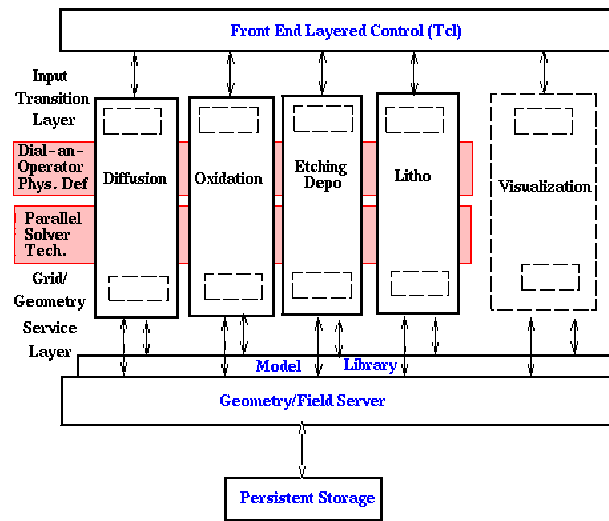 Front End Layered Control (Tcl)
Input
Transition
Layer
Dial-an-
Operator
Phys. Def
Diffusion
Oxidation
Etching
Depo
Litho
Visualization
Parallel
Solver
Tech.
Grid/
Geometry
Service
Layer
Model Library
Geometry/Field Server
Persistent Storage